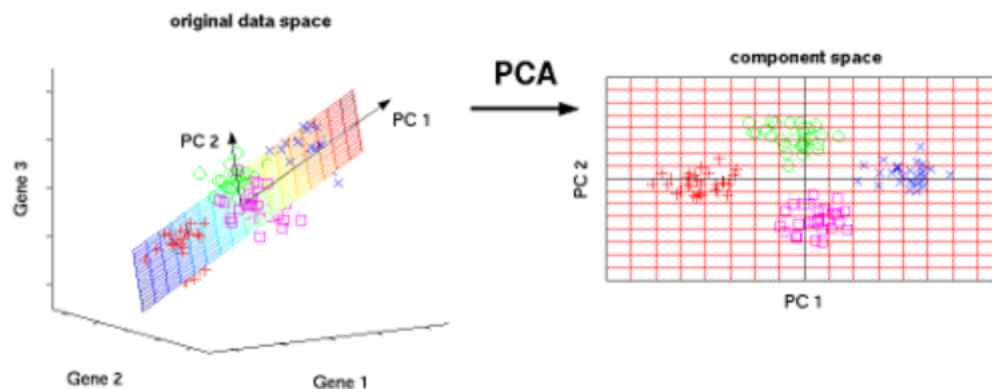 original data space
PC 1
PC 2
Gene 3
Gene 2
Gene 1
PCA
component space
PC 2
PC 1